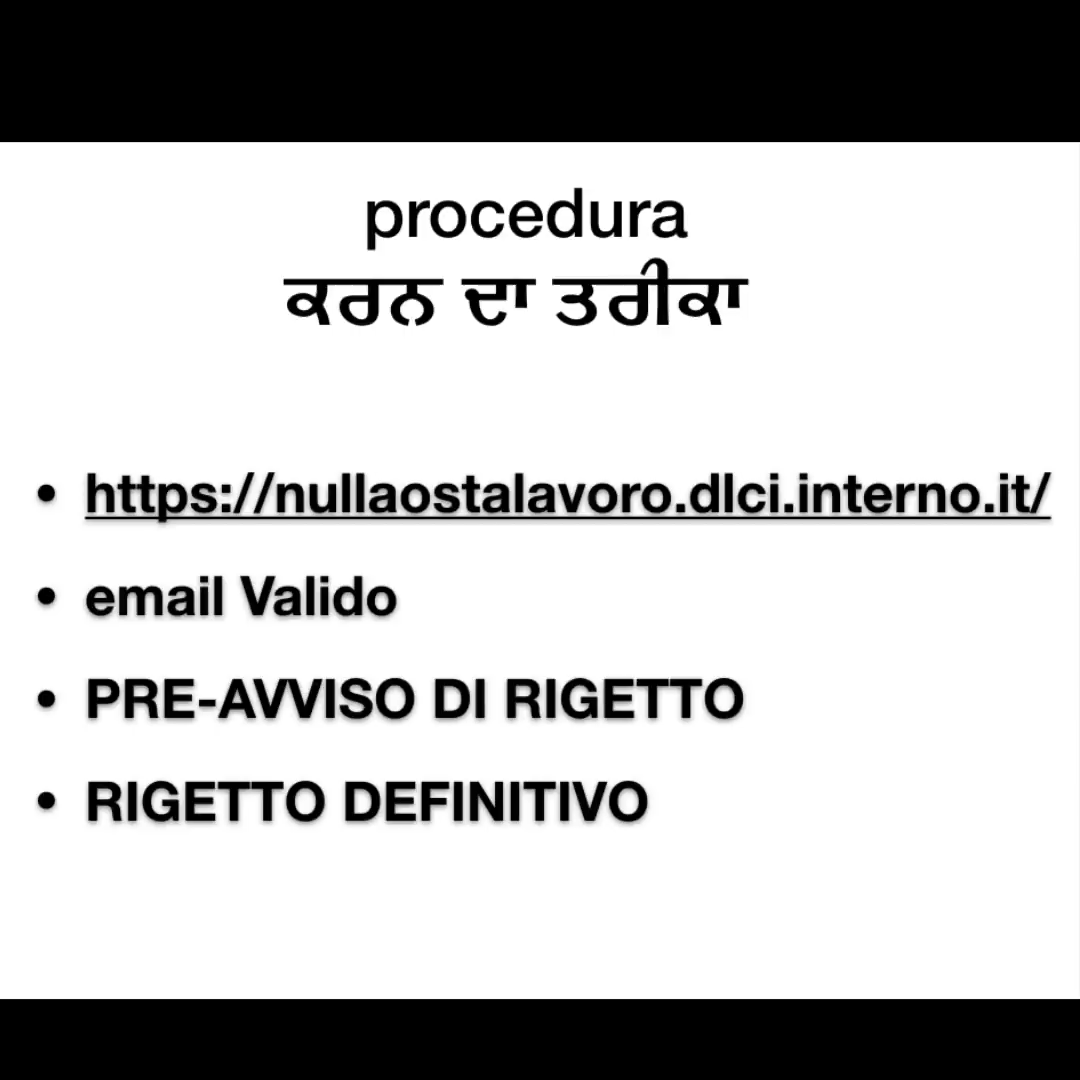 procedura
ਕਰਨ ਦਾ ਤਰੀਕਾ
• https://nullaostalavoro.dlci.interno.it/
• email Valido
• PRE-AVVISO DI RIGETTO
• RIGETTO DEFINITIVO